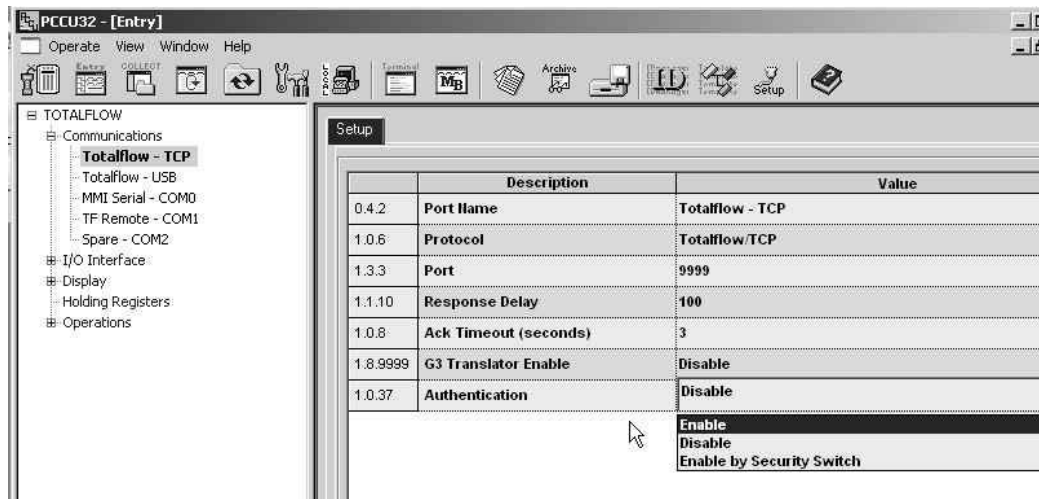 PCCU32 - [Entry]
Operate View Window Help
Entry COLLECT LOCAL Terminal MB Archive ID Setup
TOTALFLOW
Communications
Totalflow - TCP
Totalflow - USB
MMI Serial - COM0
TF Remote - COM1
Spare - COM2
I/O Interface
Display
Holding Registers
Operations
Setup
Description Value
0.4.2 Port Name Totalflow - TCP
1.0.6 Protocol Totalflow/TCP
1.3.3 Port 9999
1.1.10 Response Delay 100
1.0.8 Ack Timeout (seconds) 3
1.8.9999 G3 Translator Enable Disable
1.0.37 Authentication Disable
Enable
Disable
Enable by Security Switch